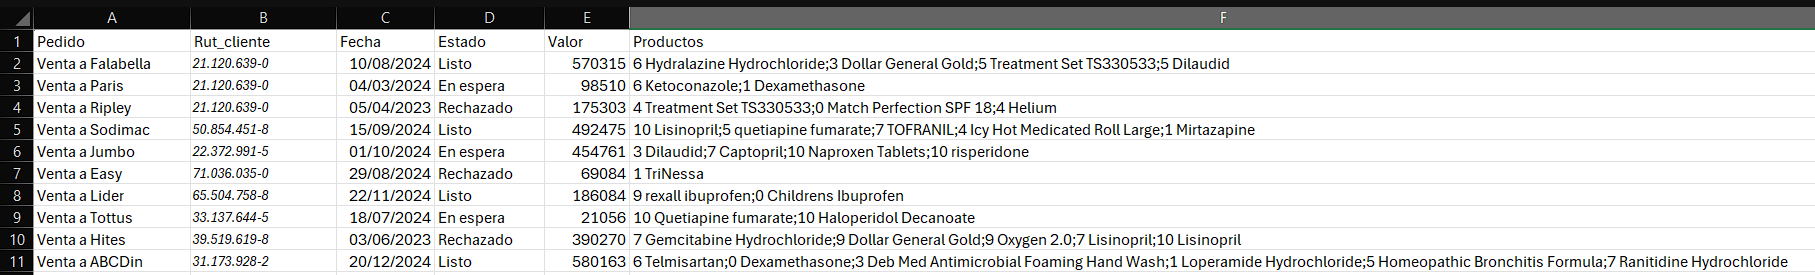 A B C D E F
1 Pedido Rut_cliente Fecha Estado Valor Productos
2 Venta a Falabella 21.120.639-0 10/08/2024 Listo 570315 6 Hydralazine Hydrochloride;3 Dollar General Gold;5 Treatment Set TS330533;5 Dilaudid
3 Venta a Paris 21.120.639-0 04/03/2024 En espera 98510 6 Ketoconazole;1 Dexamethasone
4 Venta a Ripley 21.120.639-0 05/04/2023 Rechazado 175303 4 Treatment Set TS330533;0 Match Perfection SPF 18;4 Helium
5 Venta a Sodimac 50.854.451-8 15/09/2024 Listo 492475 10 Lisinopril;5 quetiapine fumarate;7 TOFRANIL;4 Icy Hot Medicated Roll Large;1 Mirtazapine
6 Venta a Jumbo 22.372.991-5 01/10/2024 En espera 454761 3 Dilaudid;7 Captopril;10 Naproxen Tablets;10 risperidone
7 Venta a Easy 71.036.035-0 29/08/2024 Rechazado 69084 1 TriNessa
8 Venta a Lider 65.504.758-8 22/11/2024 Listo 186084 9 rexall ibuprofen;0 Childrens Ibuprofen
9 Venta a Tottus 33.137.644-5 18/07/2024 En espera 21056 10 Quetiapine fumarate;10 Haloperidol Decanoate
10 Venta a Hites 39.519.619-8 03/06/2023 Rechazado 390270 7 Gemcitabine Hydrochloride;9 Dollar General Gold;9 Oxygen 2.0;7 Lisinopril;10 Lisinopril
11 Venta a ABCDin 31.173.928-2 20/12/2024 Listo 580163 6 Telmisartan;0 Dexamethasone;3 Deb Med Antimicrobial Foaming Hand Wash;1 Loperamide Hydrochloride;5 Homeopathic Bronchitis Formula;7 Ranitidine Hydrochloride